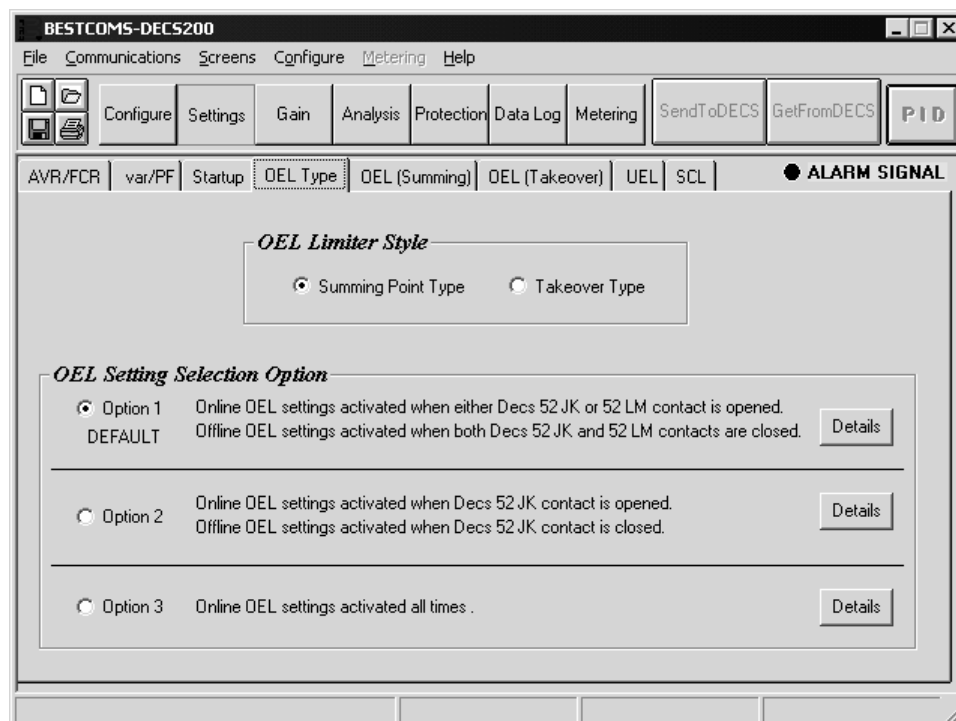 BESTCOMS-DECS200
File Communications Screens Configure Metering Help
Configure Settings Gain Analysis Protection Data Log Metering SendToDECS GetFromDECS PID
AVR/FCR var/PF Startup OEL Type OEL (Summing) OEL (Takeover) UEL SCL ALARM SIGNAL
OEL Limiter Style
Summing Point Type Takeover Type
OEL Setting Selection Option
Option 1 Online OEL settings activated when either Decs 52 JK or 52 LM contact is opened.
DEFAULT Offline OEL settings activated when both Decs 52 JK and 52 LM contacts are closed.
Details
Option 2 Online OEL settings activated when Decs 52 JK contact is opened.
Offline OEL settings activated when Decs 52 JK contact is closed.
Details
Option 3 Online OEL settings activated all times .
Details